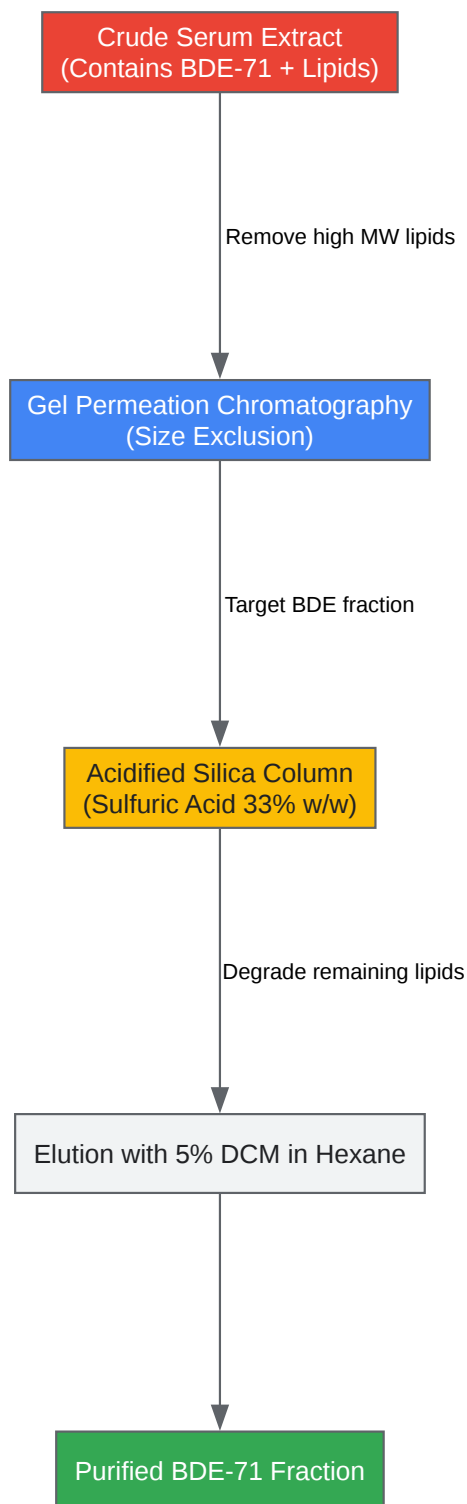 Crude Serum Extract
(Contains BDE-71 + Lipids)
Remove high MW lipids
Gel Permeation Chromatography
(Size Exclusion)
Target BDE fraction
Acidified Silica Column
(Sulfuric Acid 33% w/w)
Degrade remaining lipids
Elution with 5% DCM in Hexane
Purified BDE-71 Fraction